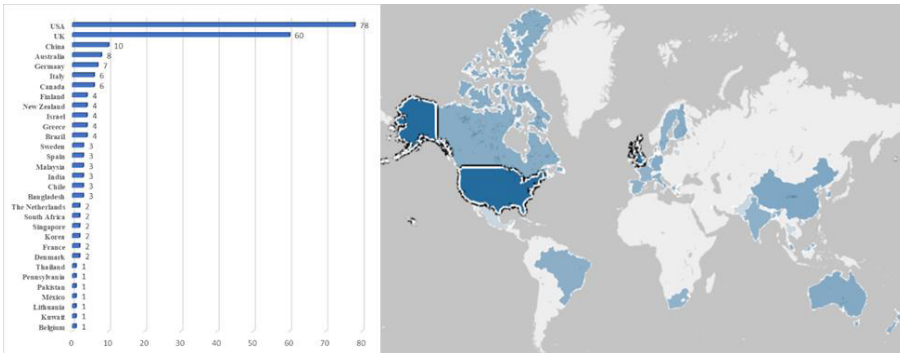 USA 78
UK 60
China 10
Australia 8
Germany 7
Italy 6
Canada 6
Finland 4
New Zealand 4
Israel 4
Greece 4
Brazil 4
Sweden 3
Spain 3
Malaysia 3
India 3
Chile 3
Bangladesh 3
The Netherlands 2
South Africa 2
Singapore 2
Korea 2
France 2
Denmark 2
Thailand 1
Pennsylvania 1
Pakistan 1
Mexico 1
Lithuania 1
Kuwait 1
Belgium 1
0 10 20 30 40 50 60 70 80